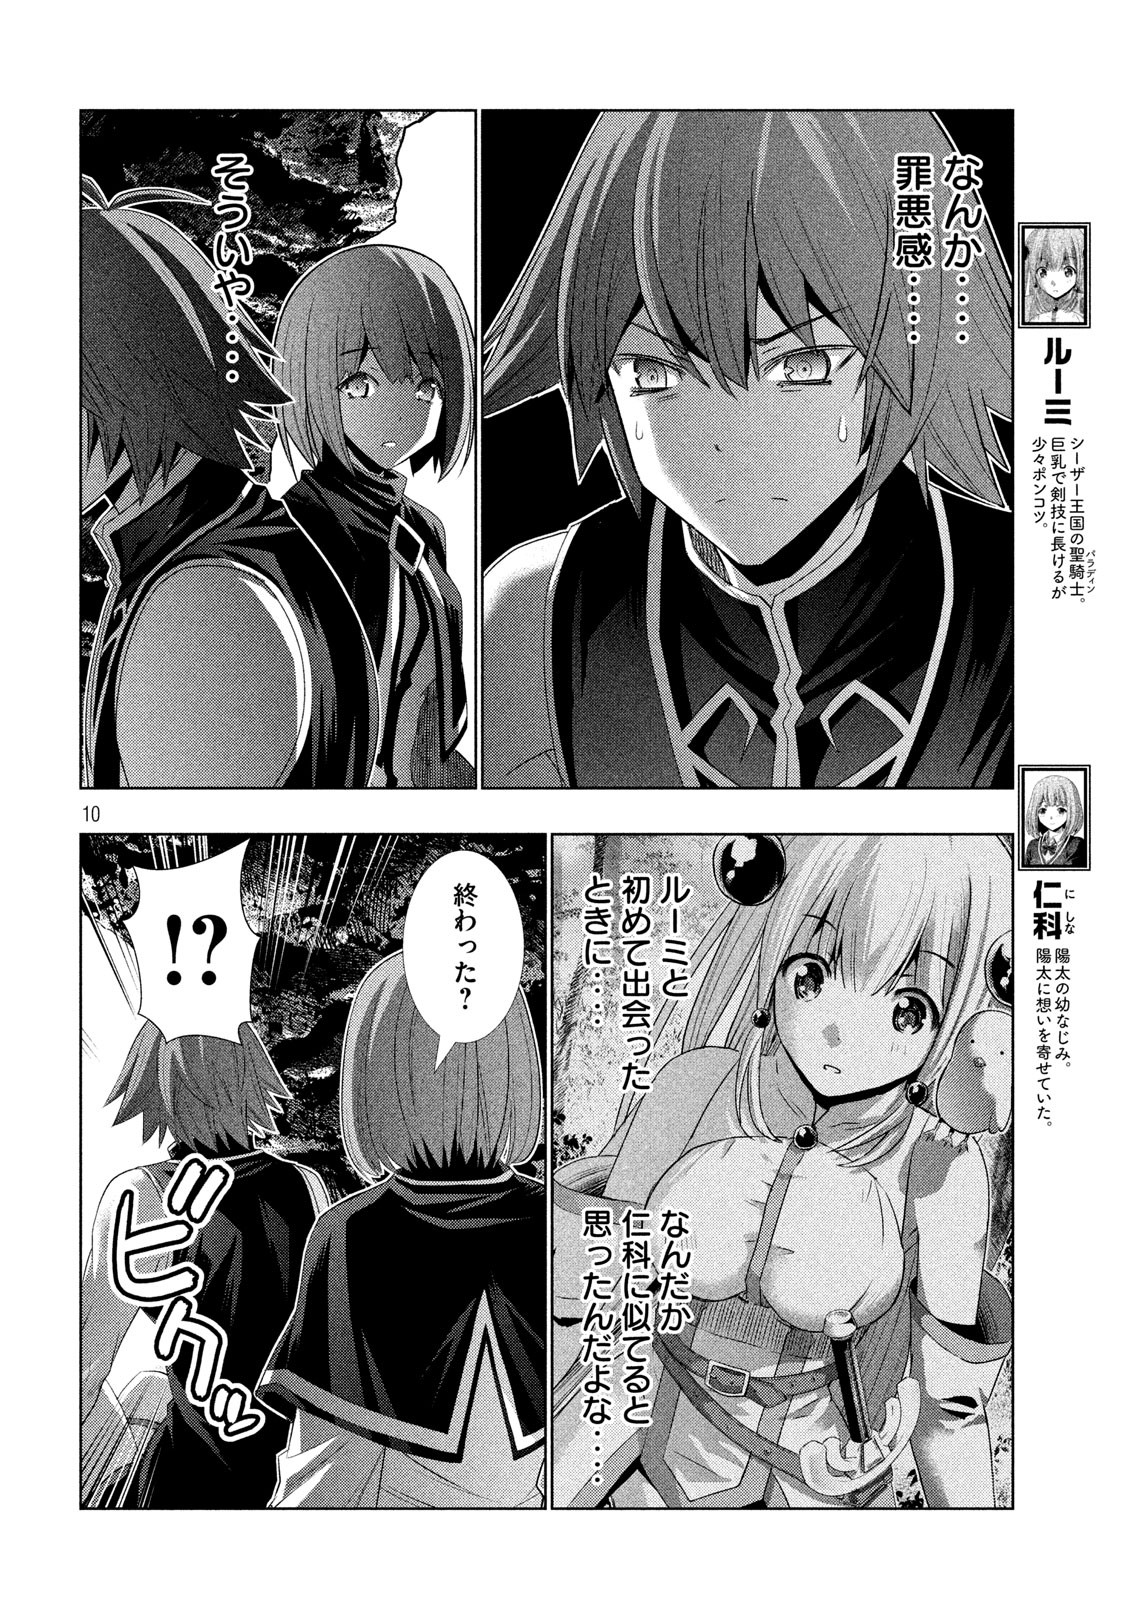 なんか‥‥
罪悪感‥‥
そういや‥‥
ルーミと
初めて出会った
ときに‥‥
なんだか
仁科に似てると
思ったんだよな‥‥
終わった?
!?
ビクッ
10
ルーミ
シーザー王国の聖騎士。
パラディン
巨乳で剣技に長けるが
少々ポンコツ。
仁科
にしな
陽太の幼なじみ。
陽太に想いを寄せていた。